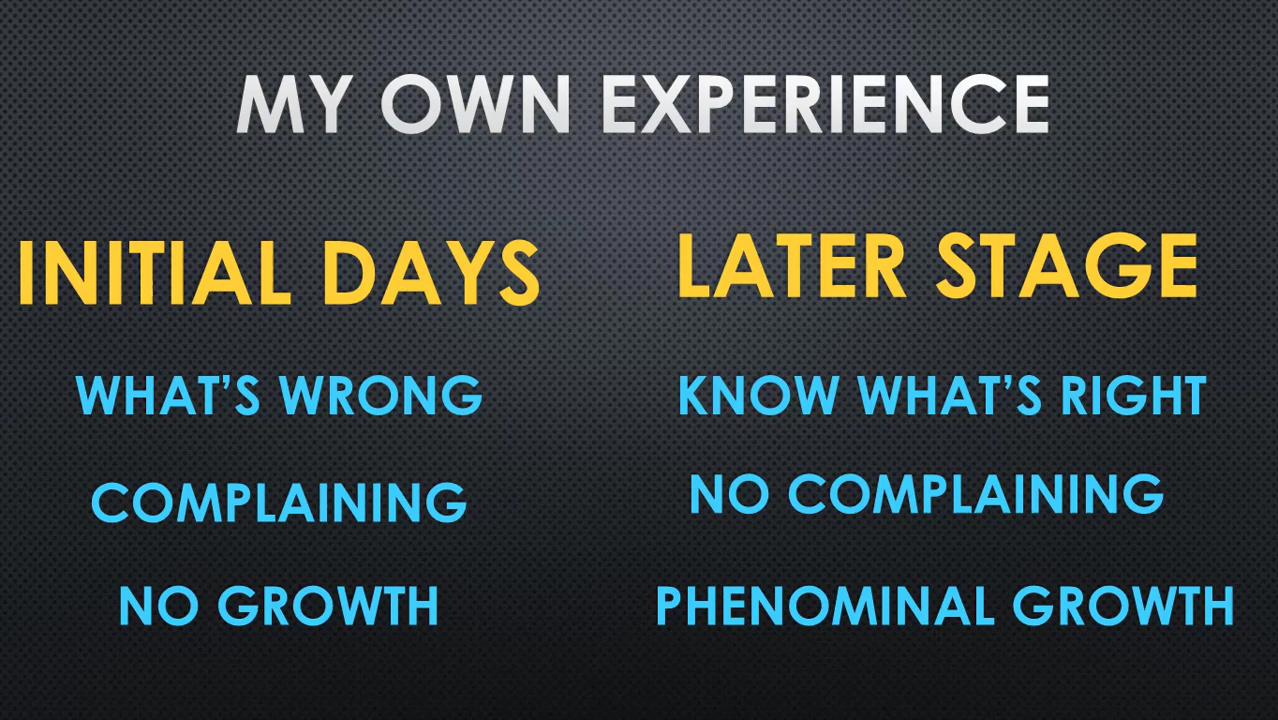 MY OWN EXPERIENCE
INITIAL DAYS
WHAT'S WRONG
COMPLAINING
NO GROWTH
LATER STAGE
KNOW WHAT'S RIGHT
NO COMPLAINING
PHENOMINAL GROWTH